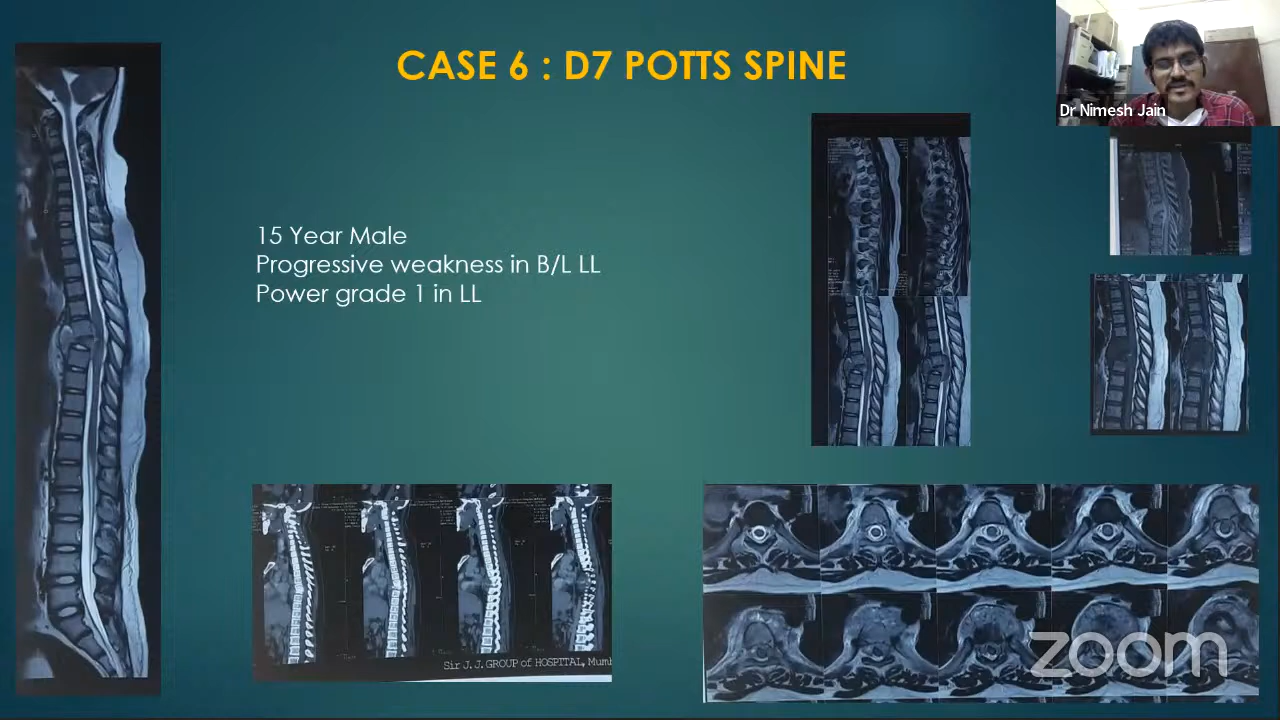 CASE 6 : D7 POTTS SPINE
Dr Nimesh Jain
15 Year Male
Progressive weakness in B/L LL
Power grade 1 in LL
Sir J. J. GROUP of HOSPITAL, Mum
zoom